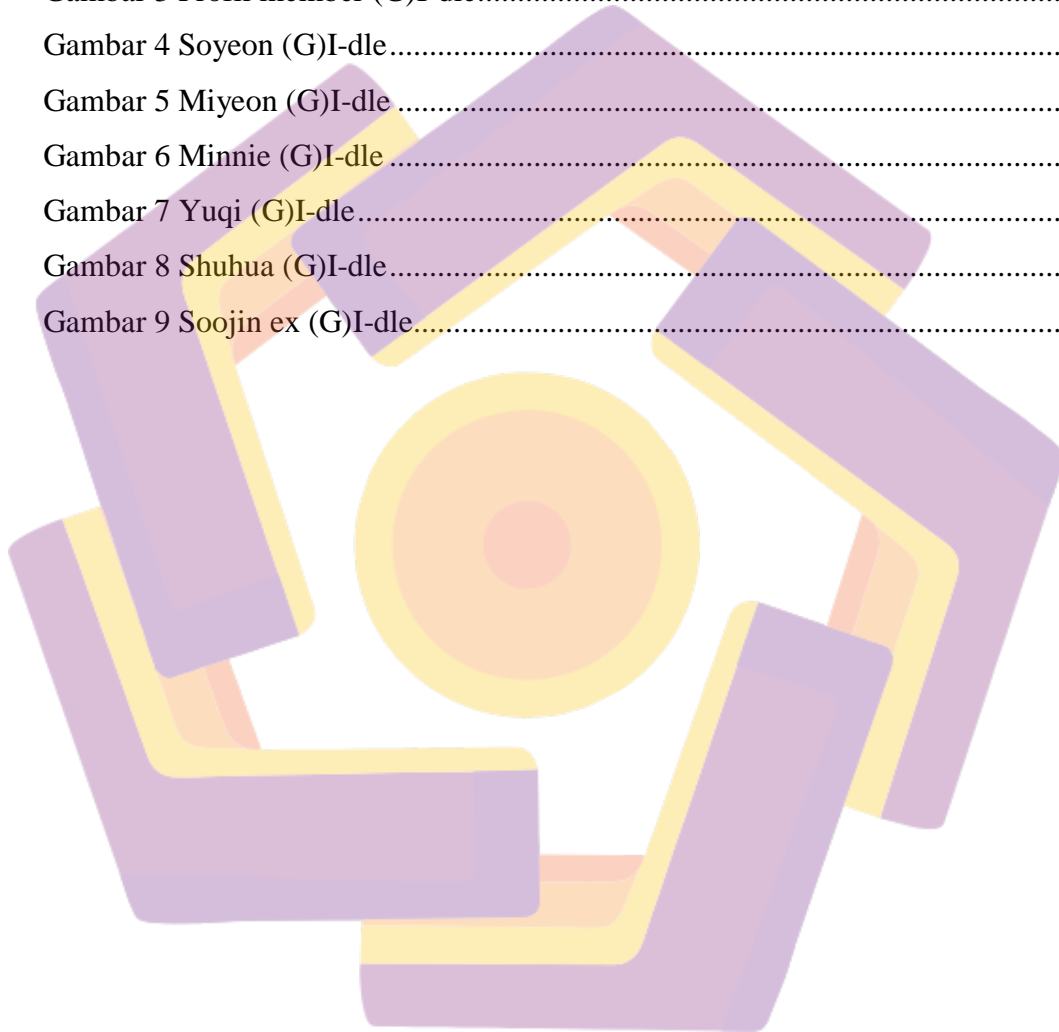 Gambar 4 Soyeon (G)I-dle....................................................................................................
Gambar 5 Miyeon (G)I-dle...................................................................................................
Gambar 6 Minnie (G)I-dle....................................................................................................
Gambar 7 Yuqi (G)I-dle........................................................................................................
Gambar 8 Shuhua (G)I-dle....................................................................................................
Gambar 9 Soojin ex (G)I-dle................................................................................................